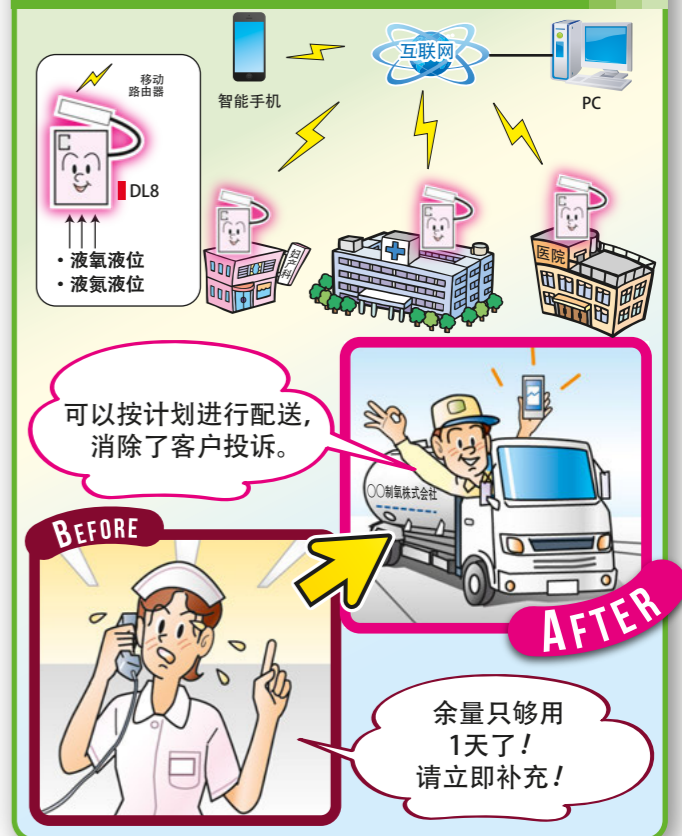 互联网
移动
路由器
智能手机
PC
C
DL8
・液氧液位
・液氮液位
C
妇产科
C
C
医院
可以按计划进行配送,
消除了客户投诉。
〇〇制氧株式会社
BEFORE
AFTER
余量只够用
1天了!
请立即补充!